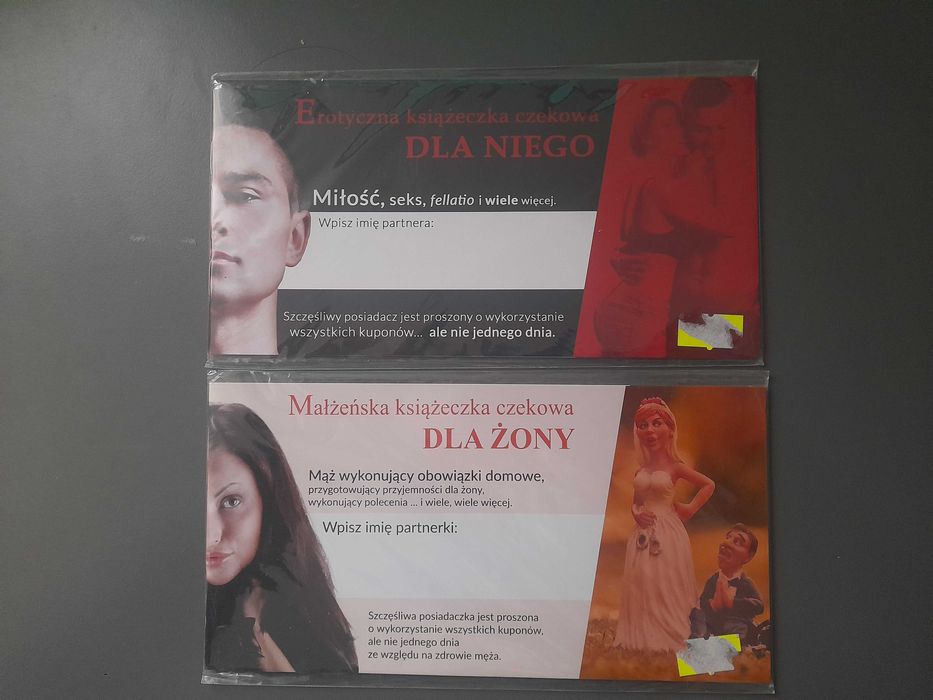 Erotyczna książeczka czekowa
DLA NIEGO
Miłość, seks, fellatio i wiele więcej.
Wpisz imię partnera:
Szczęśliwy posiadacz jest proszony o wykorzystanie
wszystkich kuponów... ale nie jednego dnia.
Małżeńska książeczka czekowa
DLA ŻONY
Mąż wykonujący obowiązki domowe,
przygotowujący przyjemności dla żony,
wykonujący polecenia ... i wiele, wiele więcej.
Wpisz imię partnerki:
Szczęśliwa posiadaczka jest proszona
o wykorzystanie wszystkich kuponów,
ale nie jednego dnia
ze względu na zdrowie męża.